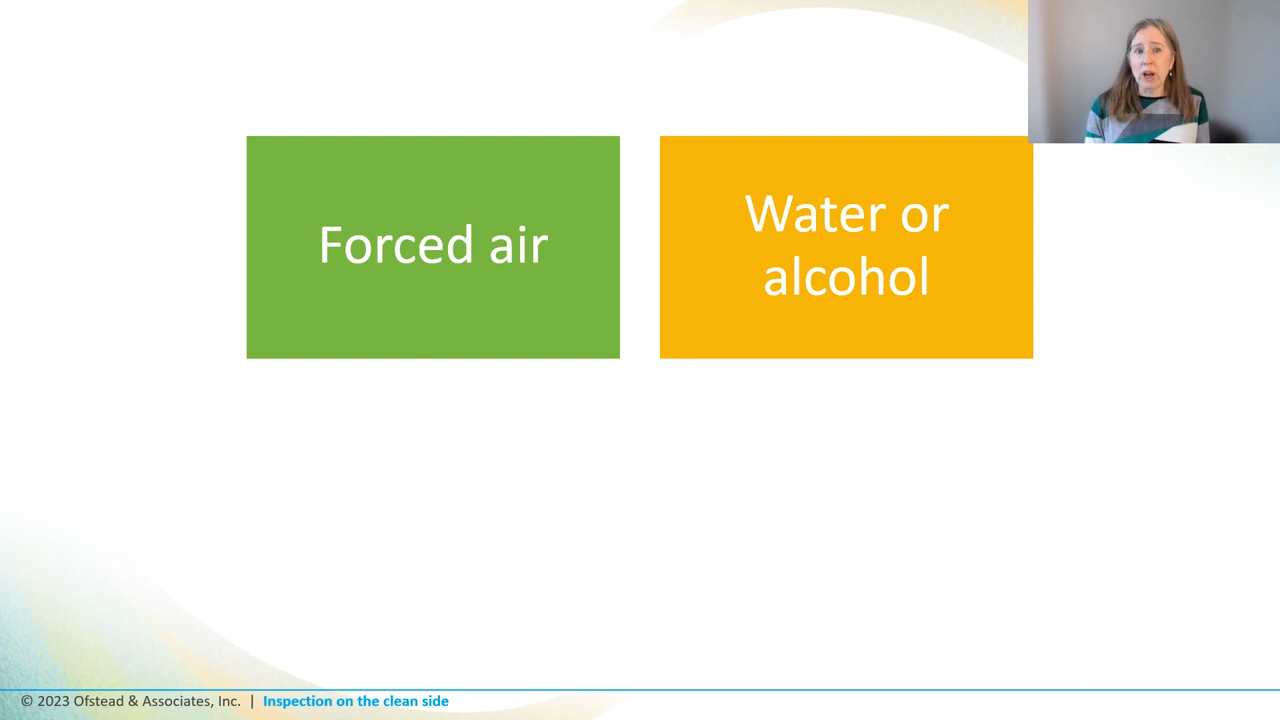 Forced air
Water or
alcohol
© 2023 Ofstead & Associates, Inc. | Inspection on the clean side